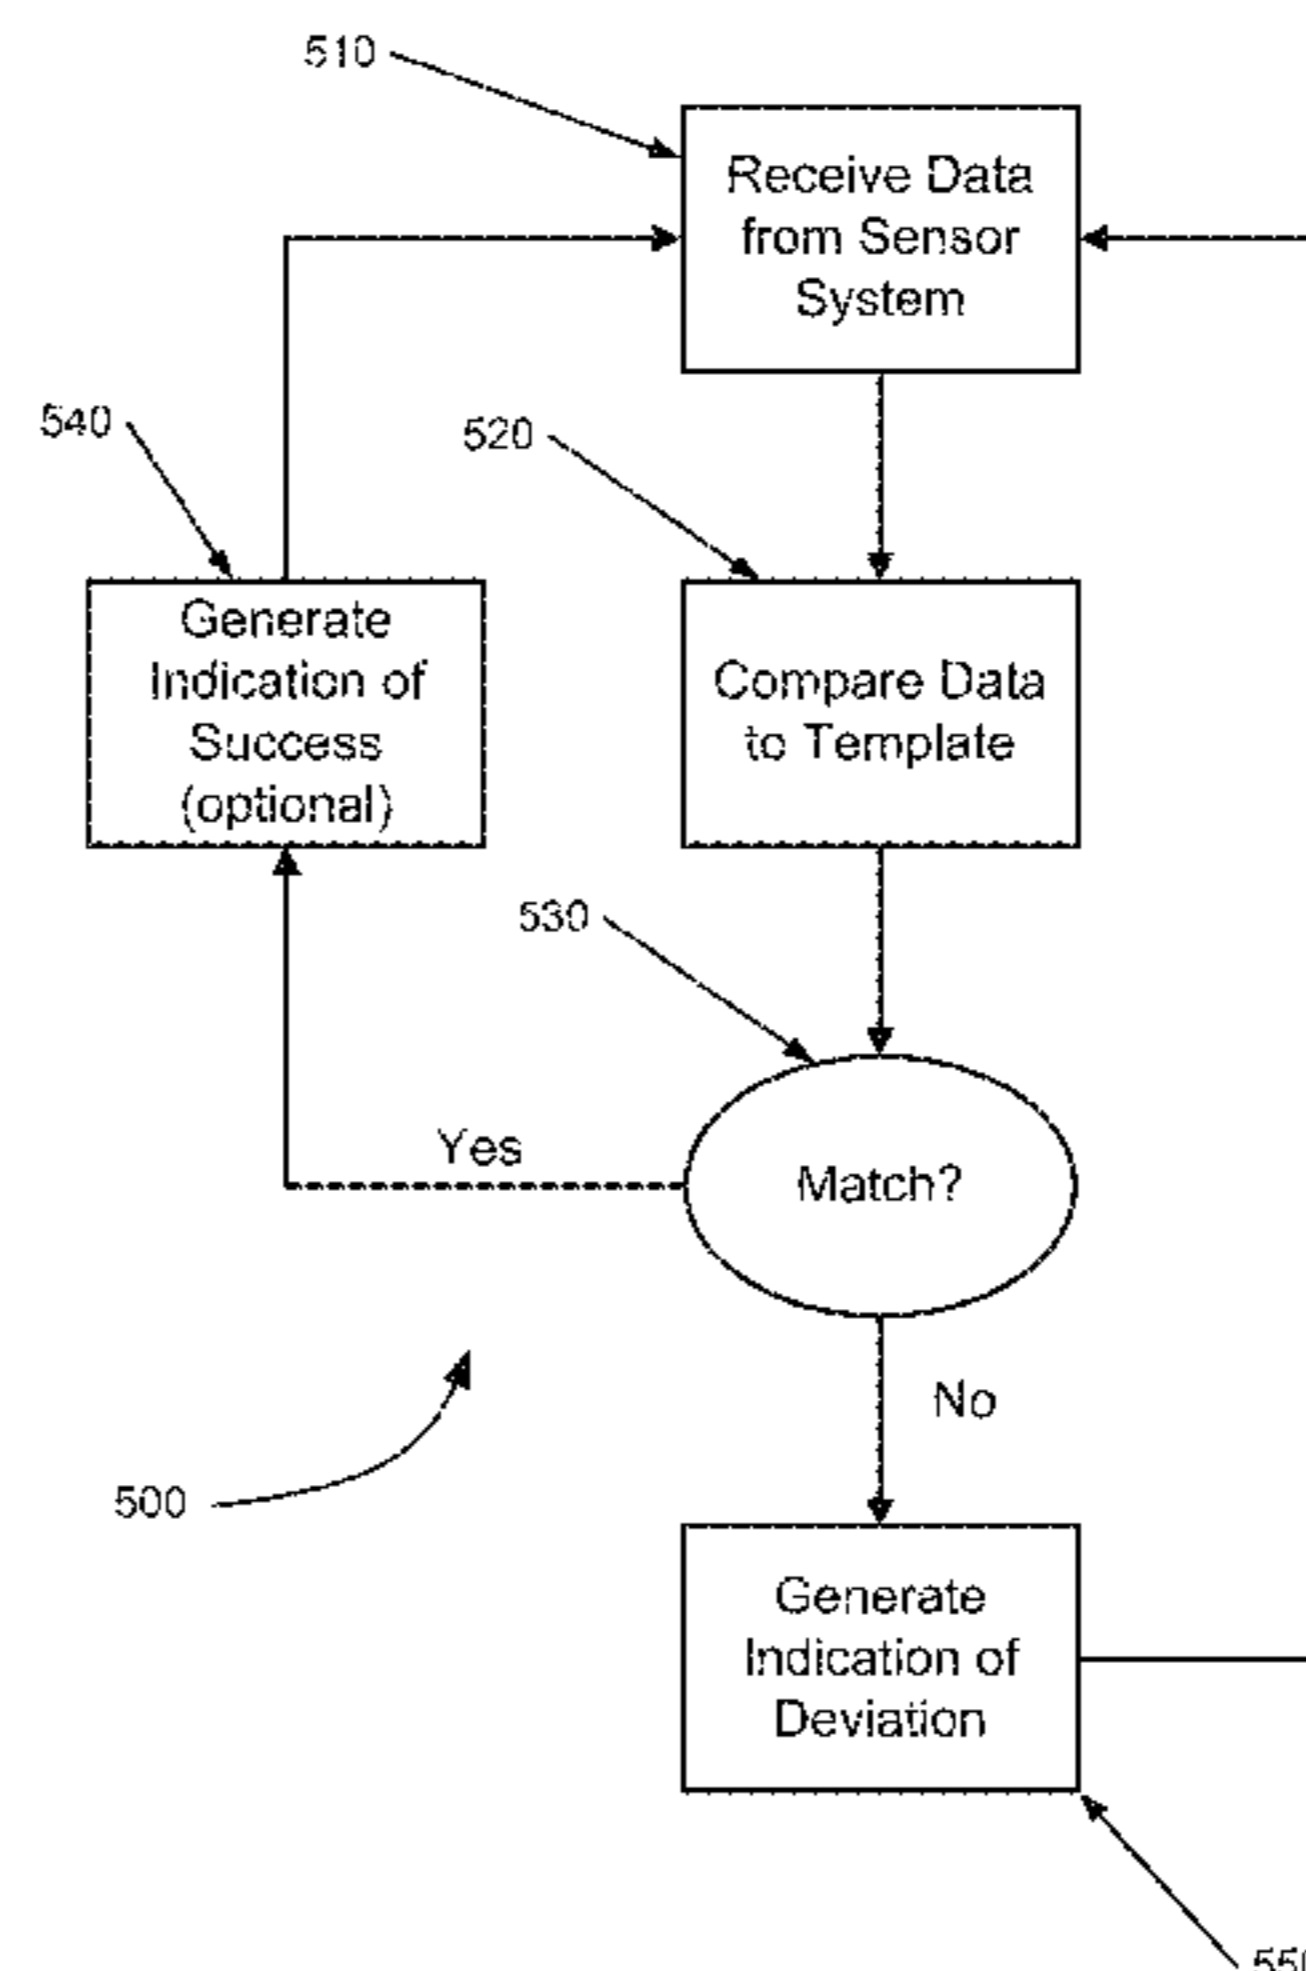 510
Receive Data
from Sensor
System
540
520
Generate
Indication of
Success
(optional)
Compare Data
to Template
530
Yes
Match?
No
500
Generate
Indication of
Deviation
550